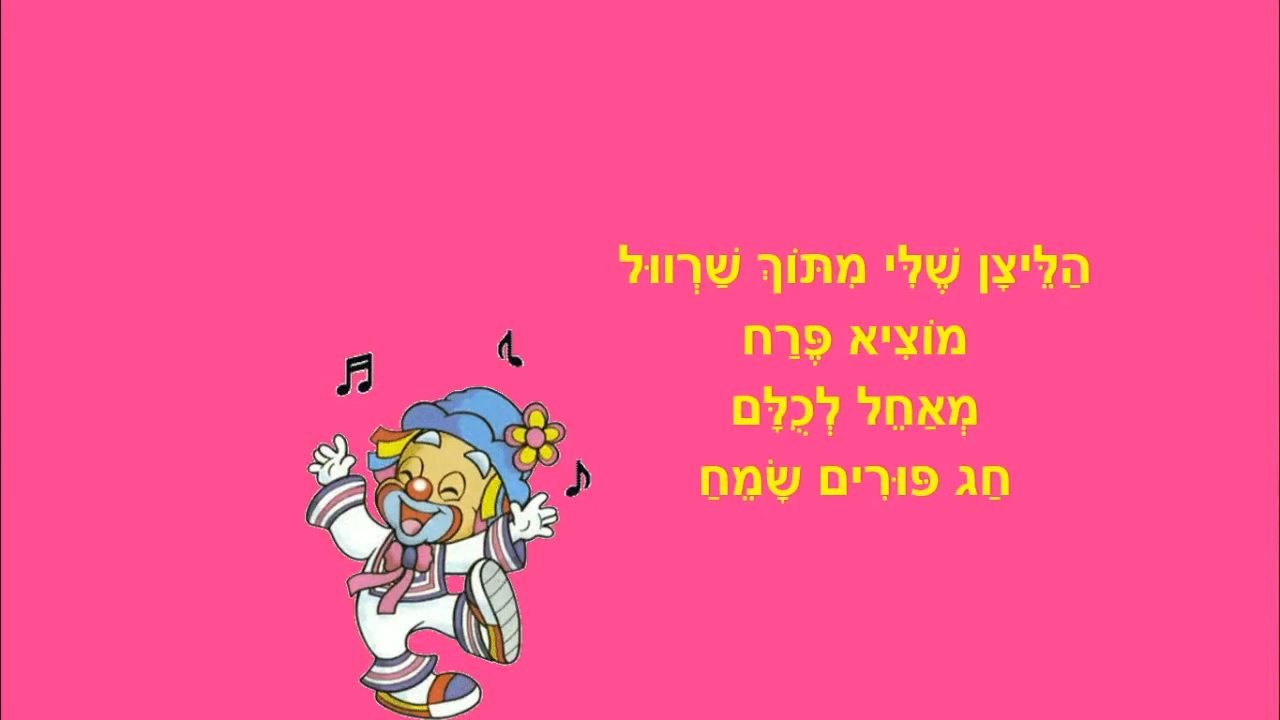 הַלֵּיצָן שֶׁלִּי מִתּוֹךְ שַׁרְווּל
מוֹצִיא פֶּרַח
מְאַחֵל לְכֻלָּם
חַג פּוּרִים שָׂמֵחַ